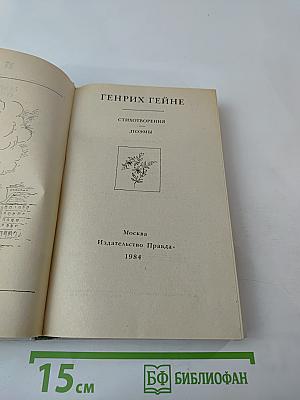 ГЕНРИХ ГЕЙНЕ
СТИХОТВОРЕНИЯ
ПОЭМЫ
Москва
Издательство «Правда»
1984
15 см
БФ БИБЛИОФАН